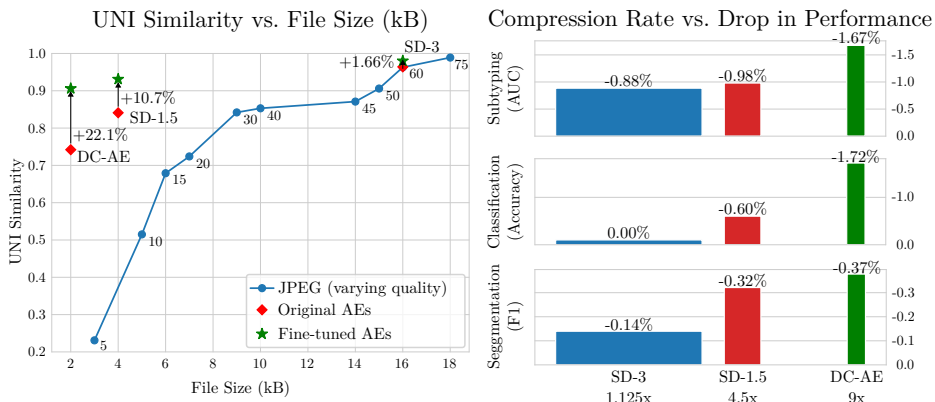 UNI Similarity vs. File Size (kB)
UNI Similarity
1.0
0.9
0.8
0.7
0.6
0.5
0.4
0.3
0.2
+22.1%
DC-AE
+10.7%
SD-1.5
+1.66%
SD-3
5
10
15
20
30
40
45
50
60
75
JPEG (varying quality)
Original AEs
Fine-tuned AEs
2 4 6 8 10 12 14 16 18
File Size (kB)
Compression Rate vs. Drop in Performance
Subtyping
(AUC)
-0.88%
-0.98%
-1.67%
-1.5
-1.0
-0.5
0.0
Classification
(Accuracy)
0.00%
-0.60%
-1.72%
-1.0
0.0
Seggmentation
(F1)
-0.14%
-0.32%
-0.37%
-0.3
-0.2
-0.1
0.0
SD-3 SD-1.5 DC-AE
1.125x 4.5x 9x